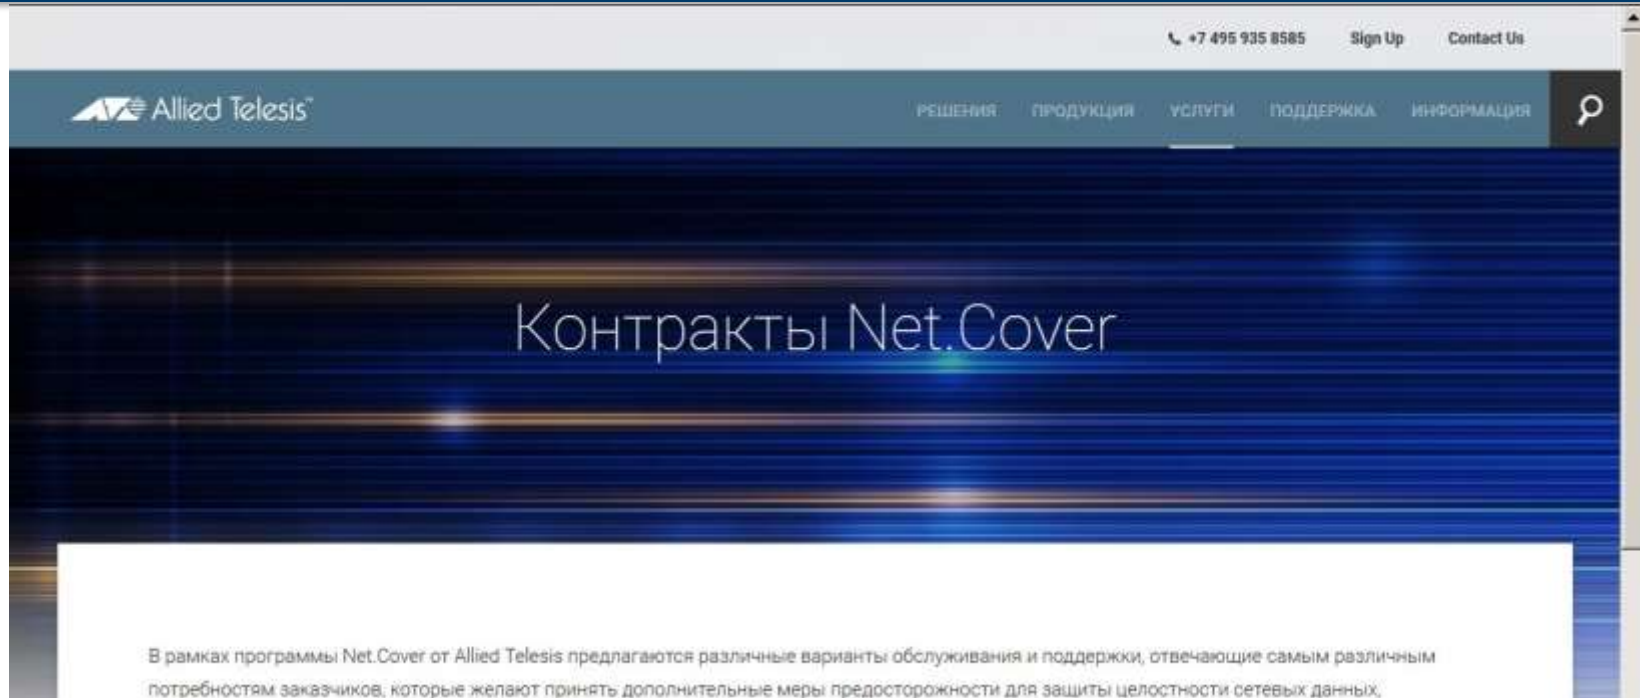 +7 495 935 8585 Sign Up Contact Us
Allied Telesis™ РЕШЕНИЯ ПРОДУКЦИЯ УСЛУГИ ПОДДЕРЖКА ИНФОРМАЦИЯ
Контракты Net.Cover
В рамках программы Net.Cover от Allied Telesis предлагаются различные варианты обслуживания и поддержки, отвечающие самым различным
потребностям заказчиков, которые желают принять дополнительные меры предосторожности для защиты целостности сетевых данных,